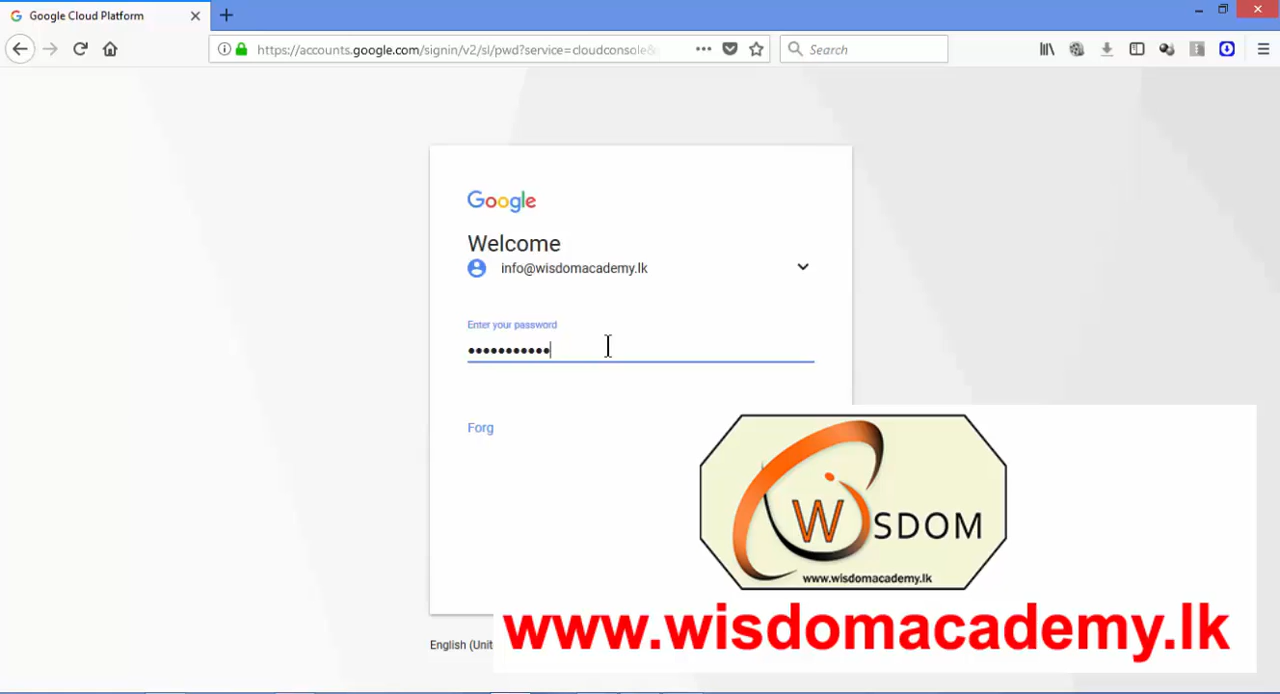 Google Cloud Platform
https://accounts.google.com/signin/v2/sl/pwd?service=cloudconsole&
Search
Google
Welcome
info@wisdomacademy.lk
Enter your password
Forg
WiSDOM
www.wisdomacademy.lk
www.wisdomacademy.lk
English (Unit